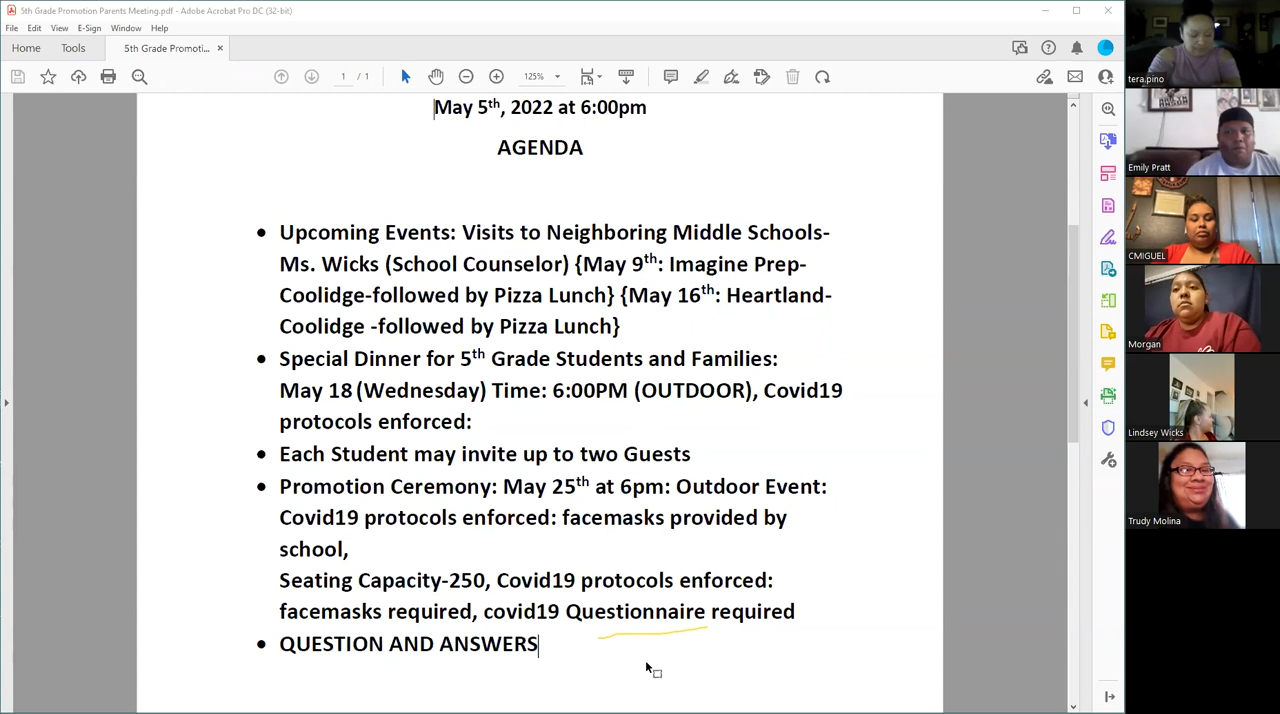 5th Grade Promotion Parents Meeting.pdf - Adobe Acrobat Pro DC (32-bit)
File Edit View E-Sign Window Help
Home Tools 5th Grade Promoti... ×
1 / 1 125%
May 5th, 2022 at 6:00pm
AGENDA
• Upcoming Events: Visits to Neighboring Middle Schools-
Ms. Wicks (School Counselor) {May 9th: Imagine Prep-
Coolidge-followed by Pizza Lunch} {May 16th: Heartland-
Coolidge -followed by Pizza Lunch}
• Special Dinner for 5th Grade Students and Families:
May 18 (Wednesday) Time: 6:00PM (OUTDOOR), Covid19
protocols enforced:
• Each Student may invite up to two Guests
• Promotion Ceremony: May 25th at 6pm: Outdoor Event:
Covid19 protocols enforced: facemasks provided by
school,
Seating Capacity-250, Covid19 protocols enforced:
facemasks required, covid19 Questionnaire required
• QUESTION AND ANSWERS
tera.pino
Emily Pratt
CMIGUEL
Morgan
Lindsey Wicks
Trudy Molina